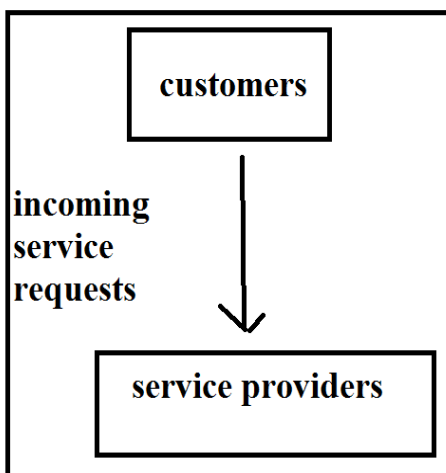 customers
incoming
service
requests
service providers